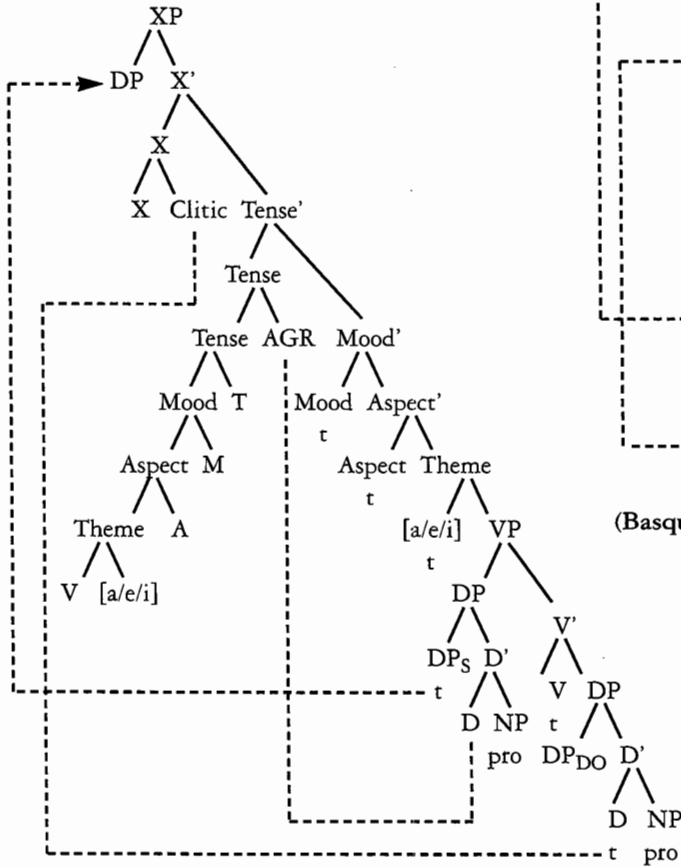 XP
DP X'
X
X Clitic Tense'
Tense
Tense AGR Mood'
Mood T Mood Aspect'
t
Aspect M Aspect Theme
t
Theme A [a/e/i] VP
t
V [a/e/i] DP
V'
DPS D' V DP
t t
D NP
pro DPDO D'
D NP
t pro
(Basqu